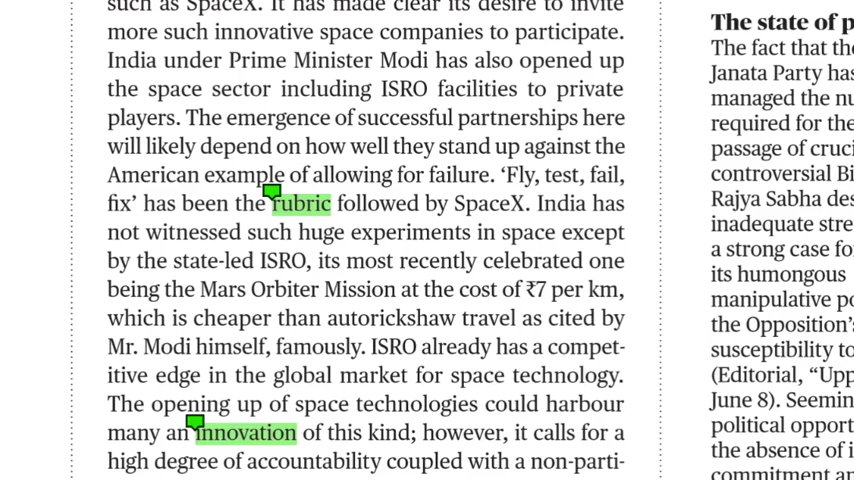 such as SpaceX. It has made clear its desire to invite
more such innovative space companies to participate.
India under Prime Minister Modi has also opened up
the space sector including ISRO facilities to private
players. The emergence of successful partnerships here
will likely depend on how well they stand up against the
American example of allowing for failure. ‘Fly, test, fail,
fix’ has been the rubric followed by SpaceX. India has
not witnessed such huge experiments in space except
by the state-led ISRO, its most recently celebrated one
being the Mars Orbiter Mission at the cost of ₹7 per km,
which is cheaper than autorickshaw travel as cited by
Mr. Modi himself, famously. ISRO already has a compet-
itive edge in the global market for space technology.
The opening up of space technologies could harbour
many an innovation of this kind; however, it calls for a
high degree of accountability coupled with a non-parti-
The state of p
The fact that the
Janata Party has
managed the nu
required for the
passage of cruci
controversial Bi
Rajya Sabha des
inadequate stre
a strong case fo
its humongous
manipulative po
the Opposition’s
susceptibility to
(Editorial, “Upp
June 8). Seemin
political opport
the absence of i
commitment an